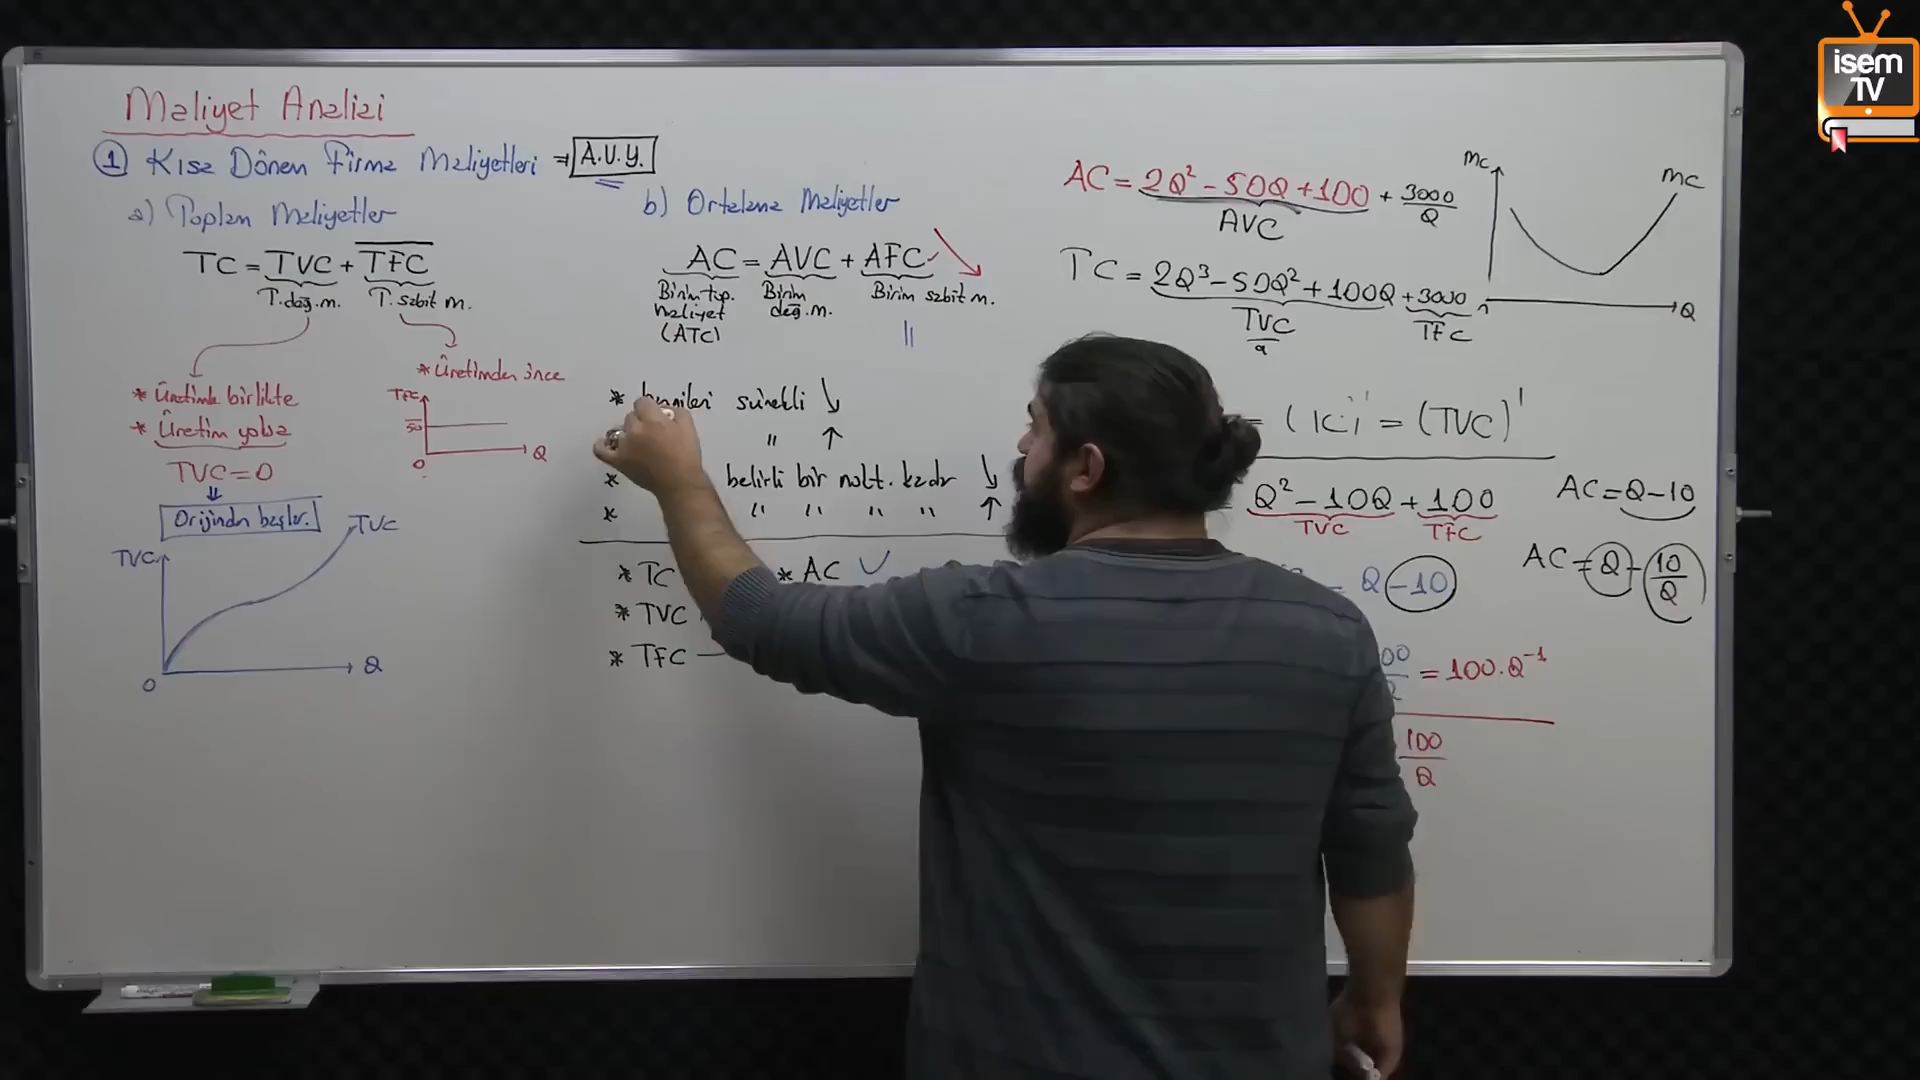 Maliyet Analizi
① Kısa Dönem Firma Maliyetleri ⇒ A.V.Y.
a) Toplam Maliyetler
TC = TVC + TFC
T. değ. m. T. sabit m.
* Üretimle birlikte
* Üretim yoksa
TVC = 0
⇓
Orijinden başlar.
TVC
TVC
0
Q
* Üretimden önce
TFC
50
0
Q
b) Ortalama Maliyetler
AC = AVC + AFC
Birim top. maliyet (ATC)
Birim değ. m.
Birim sabit m.
||
* sürekli ↘
" ↑
* belirli bir nokt. kadar ↘
* " " " " ↑
* TC
* TVC
* TFC
* AC
AC = 2Q² - 50Q + 100 + 3000/Q
AVC
TC = 2Q³ - 50Q² + 100Q + 3000
TVC TFC
MC
MC
Q
= (TC)' = (TVC)'
Q² - 10Q + 100
TVC TFC
AC = Q - 10
Q - 10
AC = Q - 10/Q
= 100.Q⁻¹
100/Q
isem
TV